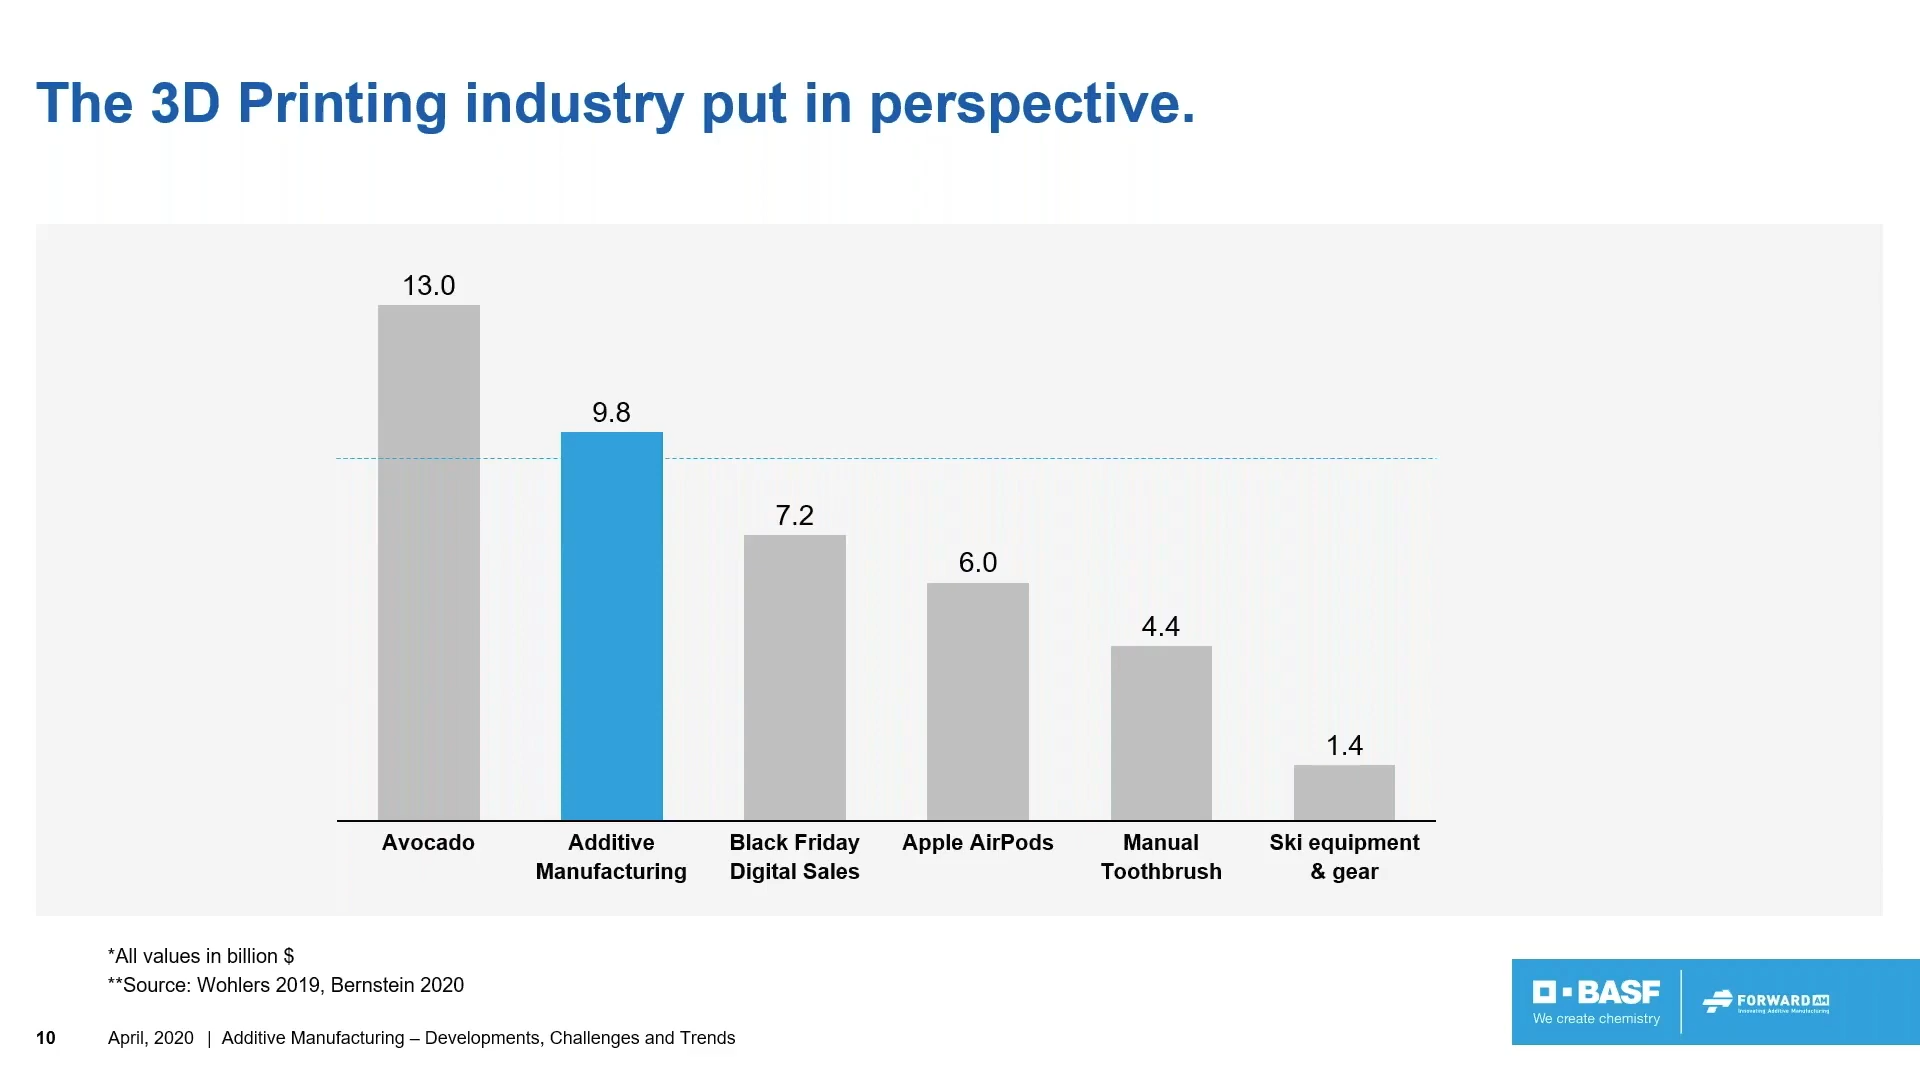 The 3D Printing industry put in perspective.
13.0
9.8
7.2
6.0
4.4
1.4
Avocado
Additive
Manufacturing
Black Friday
Digital Sales
Apple AirPods
Manual
Toothbrush
Ski equipment
& gear
*All values in billion $
**Source: Wohlers 2019, Bernstein 2020
10 April, 2020 | Additive Manufacturing – Developments, Challenges and Trends
BASF
We create chemistry
FORWARD AM
Innovating Additive Manufacturing